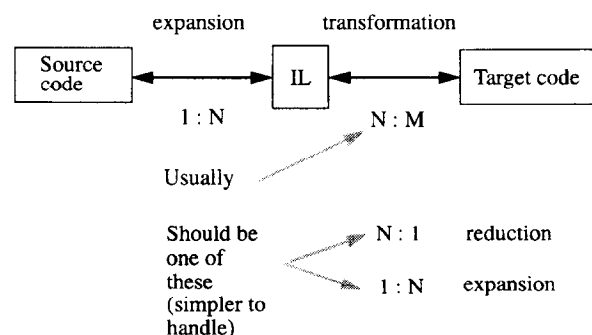 expansion transformation
Source code IL Target code
1 : N N : M
Usually
Should be
one of
these
(simpler to
handle)
N : 1 reduction
1 : N expansion